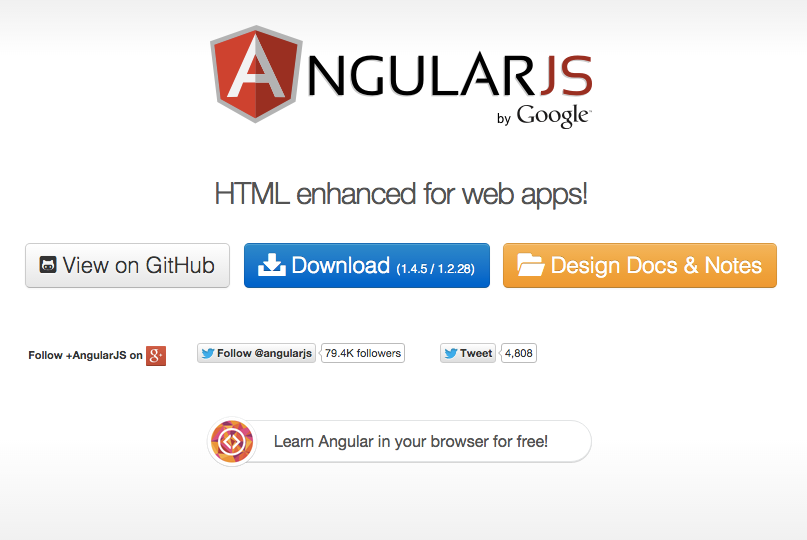 ANGULARJS
by Google™
HTML enhanced for web apps!
View on GitHub
Download (1.4.5 / 1.2.28)
Design Docs & Notes
Follow +AngularJS on g+
Follow @angularjs
79.4K followers
Tweet
4,808
Learn Angular in your browser for free!